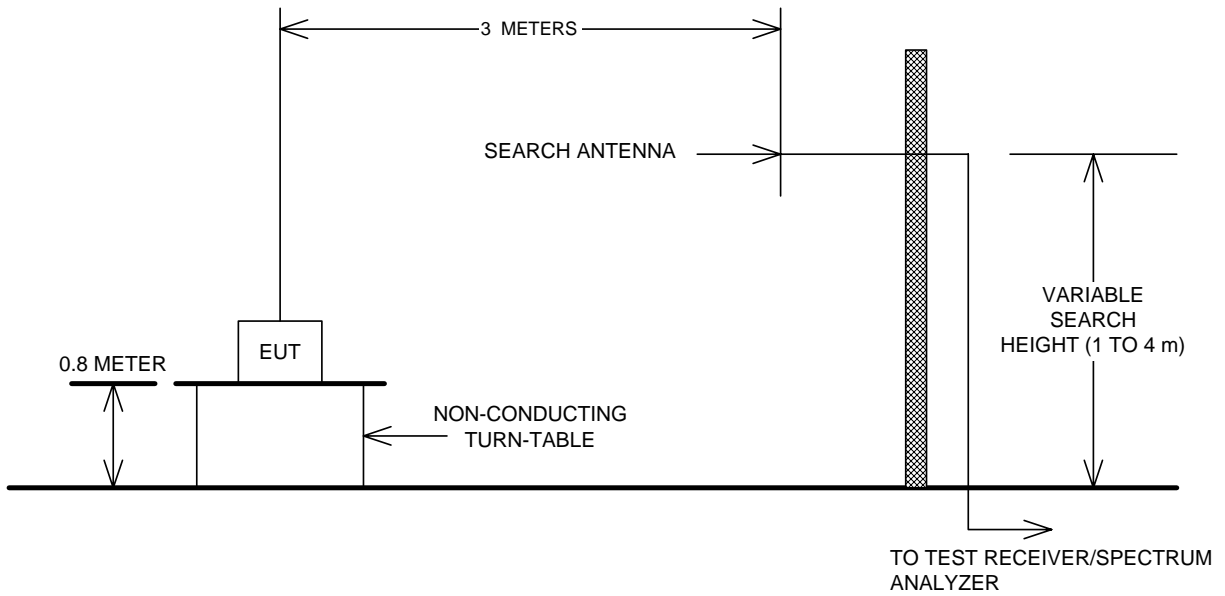 3 METERS
SEARCH ANTENNA
VARIABLE
SEARCH
HEIGHT (1 TO 4 m)
EUT
0.8 METER
NON-CONDUCTING
TURN-TABLE
TO TEST RECEIVER/SPECTRUM
ANALYZER